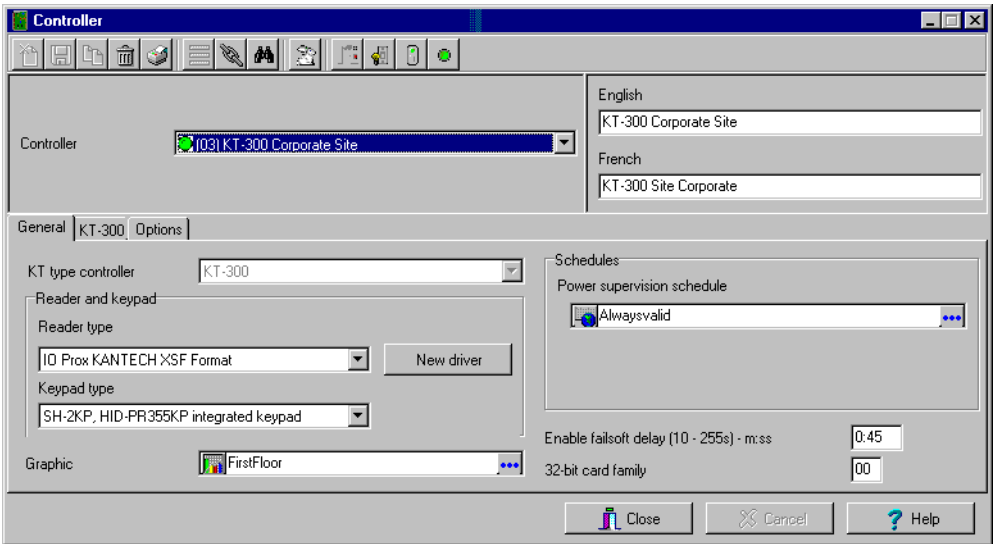 Controller
English
KT-300 Corporate Site
Controller
(03) KT-300 Corporate Site
French
KT-300 Site Corporate
General
KT-300
Options
KT type controller
KT-300
Schedules
Power supervision schedule
Alwaysvalid
Reader and keypad
Reader type
IO Prox KANTECH XSF Format
New driver
Keypad type
SH-2KP, HID-PR355KP integrated keypad
Enable failsoft delay (10 - 255s) - m:ss
0:45
Graphic
FirstFloor
32-bit card family
00
Close
Cancel
Help